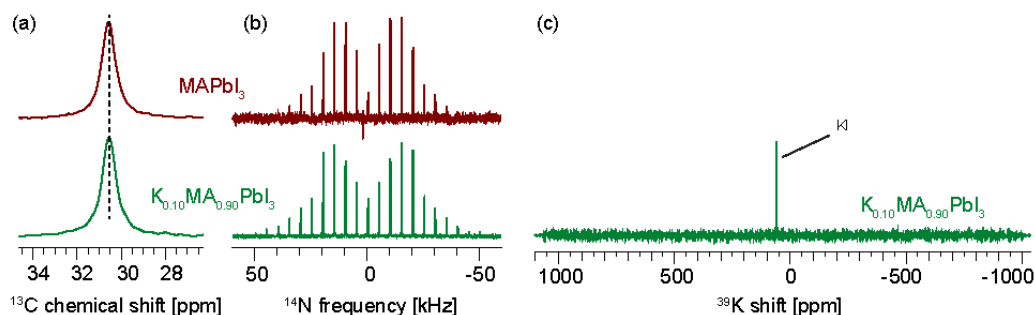 (a)
(b)
(c)
MAPbI₃
KI
K₀.₁₀MA₀.₉₀PbI₃
K₀.₁₀MA₀.₉₀PbI₃
34 32 30 28 26
50 0 -50
1000 500 0 -500 -1000
¹³C chemical shift [ppm]
¹⁴N frequency [kHz]
³⁹K shift [ppm]